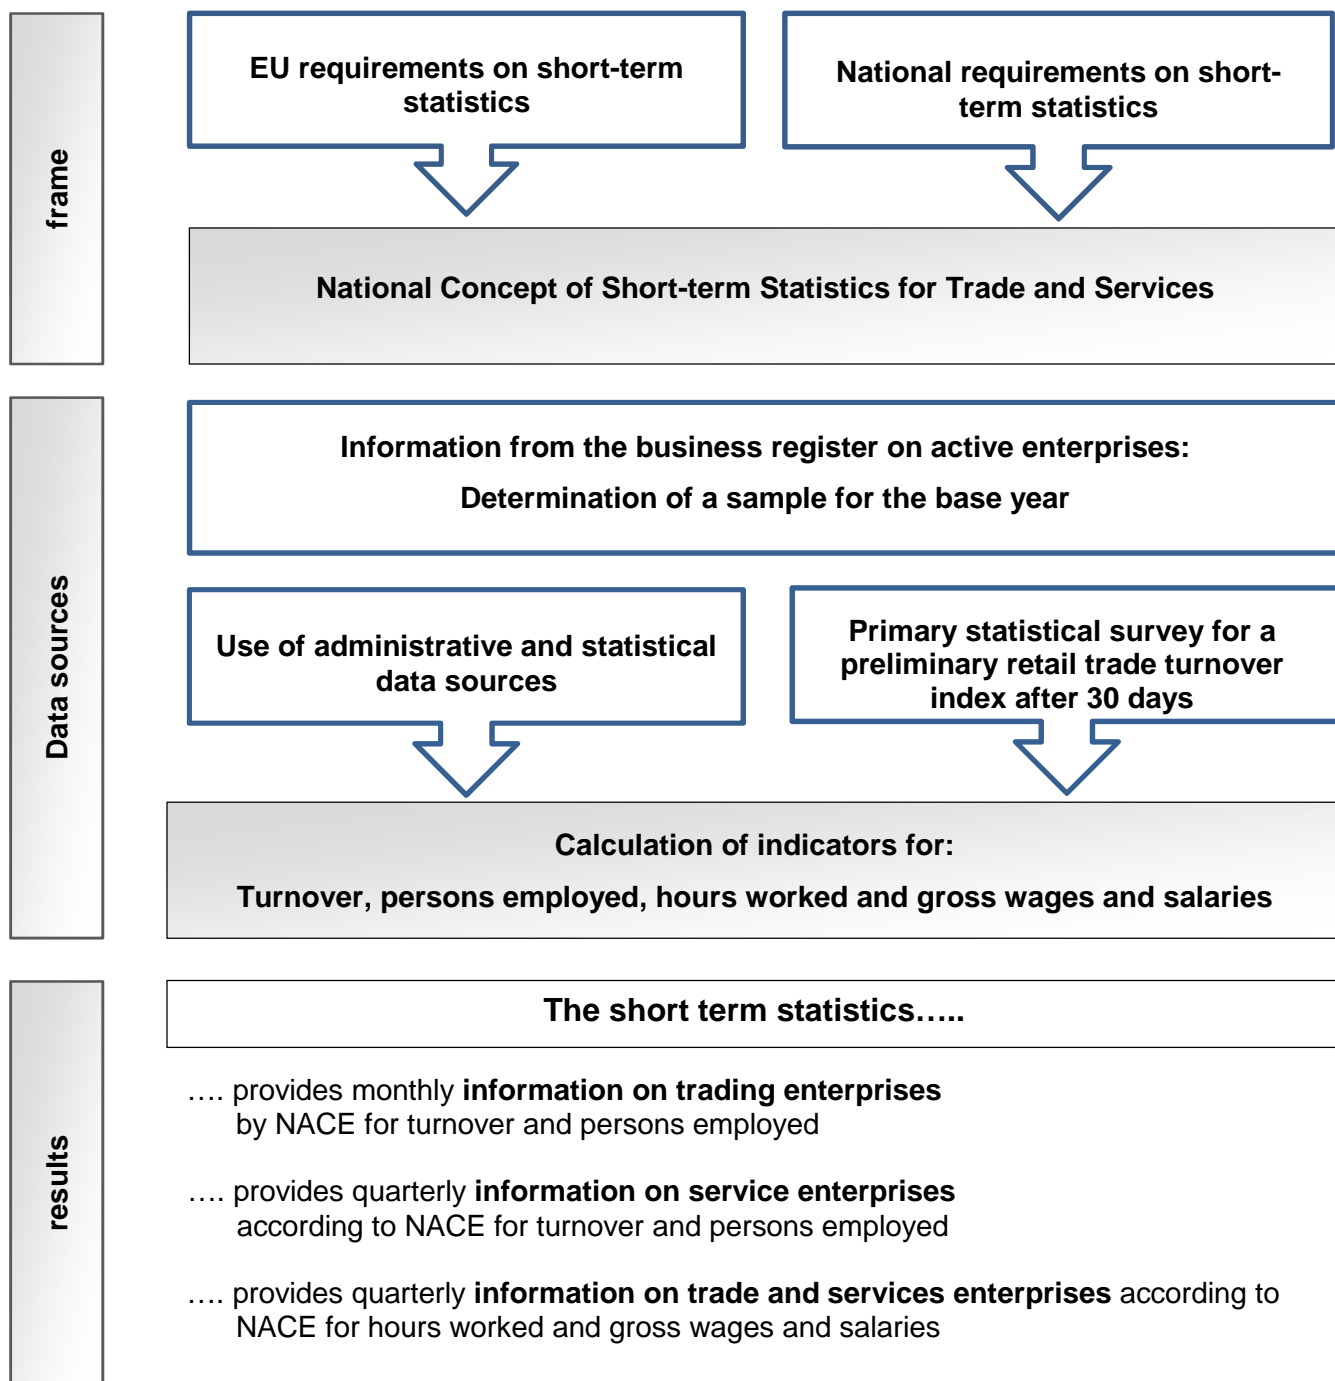 frame
EU requirements on short-term
statistics
National requirements on short-
term statistics
National Concept of Short-term Statistics for Trade and Services
Data sources
Information from the business register on active enterprises:
Determination of a sample for the base year
Use of administrative and statistical
data sources
Primary statistical survey for a
preliminary retail trade turnover
index after 30 days
Calculation of indicators for:
Turnover, persons employed, hours worked and gross wages and salaries
results
The short term statistics…..
…. provides monthly information on trading enterprises
by NACE for turnover and persons employed
…. provides quarterly information on service enterprises
according to NACE for turnover and persons employed
…. provides quarterly information on trade and services enterprises according to
NACE for hours worked and gross wages and salaries